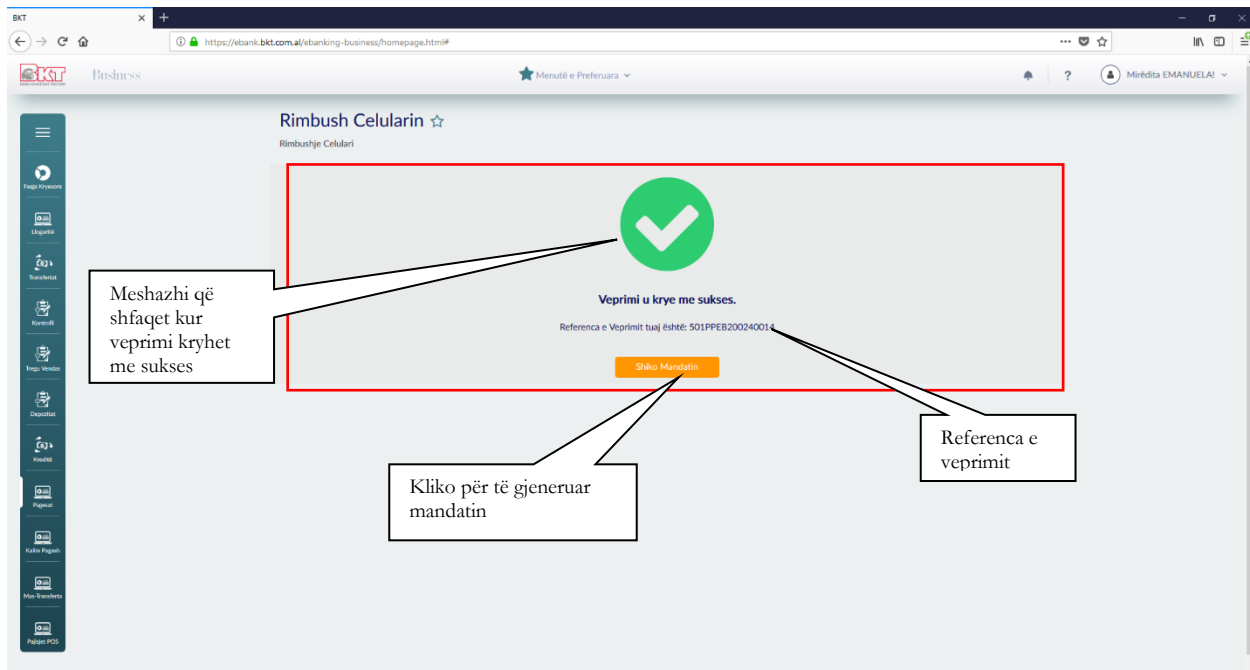 BKT
https://ebank.bkt.com.al/ebanking-business/homepage.html#
BKT Business
Menutë e Preferuara
?
Mirëdita EMANUELA!
Rimbush Celularin
Rimbushje Celulari
Faqja Kryesore
Llogaritë
Transfertat
Kontrolli
Tregu Vendas
Depozitat
Kreditë
Pagesat
Kalim Pagash
Mas-Transferta
Pajisjet POS
Veprimi u krye me sukses.
Referenca e Veprimit tuaj është: 501PPEB200240014
Shiko Mandatin
Meshazhi që
shfaqet kur
veprimi kryhet
me sukses
Referenca e
veprimit
Kliko për të gjeneruar
mandatin